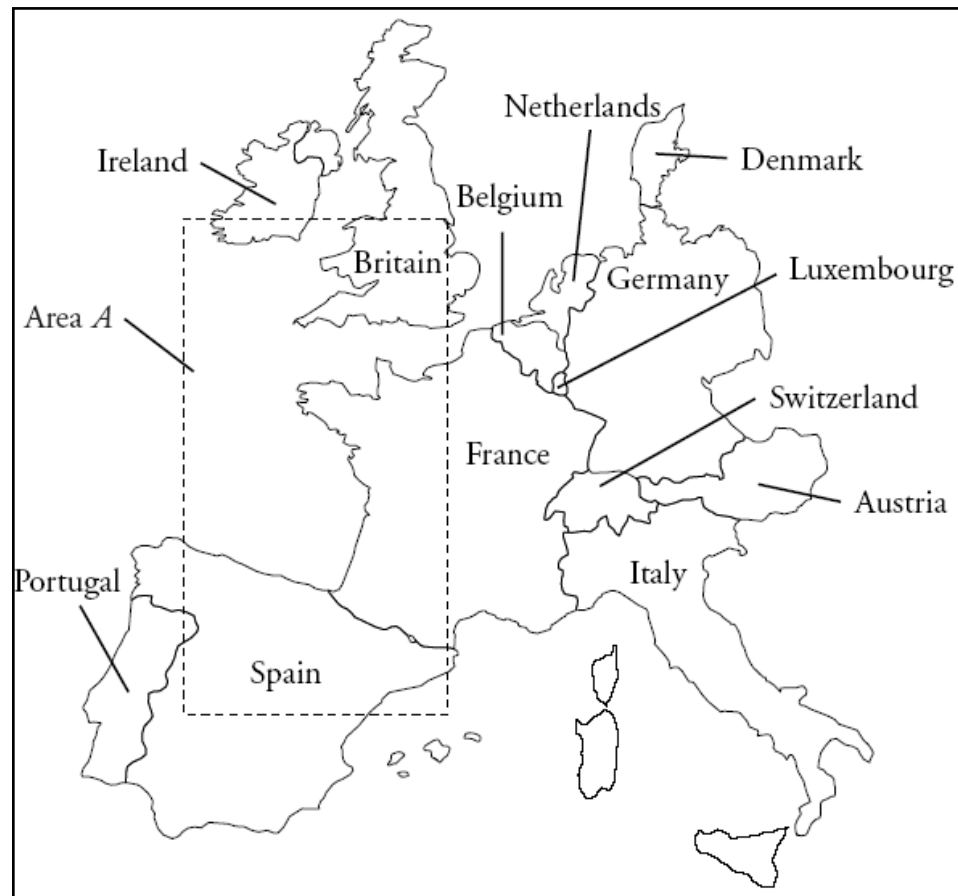 Netherlands
Ireland
Denmark
Belgium
Britain
Germany
Luxembourg
Area A
Switzerland
France
Austria
Portugal
Italy
Spain